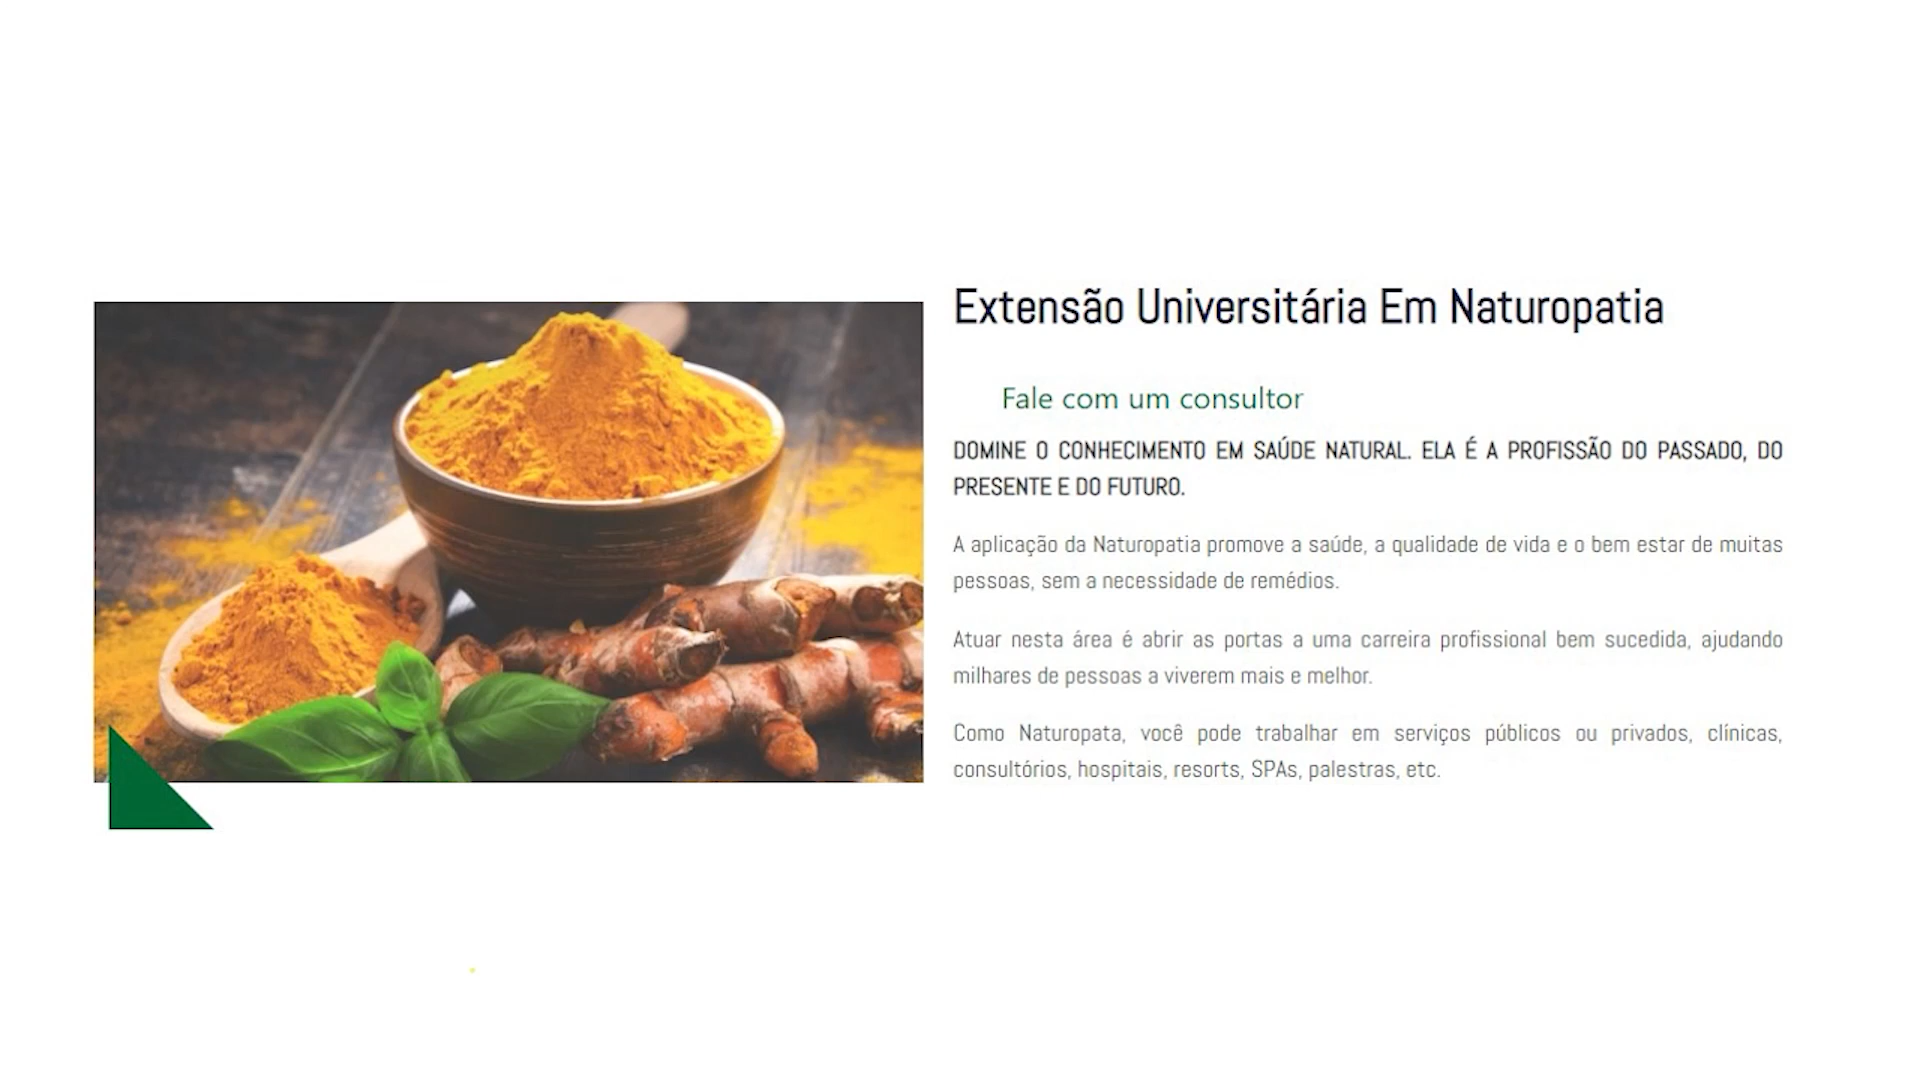 Extensão Universitária Em Naturopatia
Fale com um consultor
DOMINE O CONHECIMENTO EM SAÚDE NATURAL. ELA É A PROFISSÃO DO PASSADO, DO
PRESENTE E DO FUTURO.
A aplicação da Naturopatia promove a saúde, a qualidade de vida e o bem estar de muitas
pessoas, sem a necessidade de remédios.
Atuar nesta área é abrir as portas a uma carreira profissional bem sucedida, ajudando
milhares de pessoas a viverem mais e melhor.
Como Naturopata, você pode trabalhar em serviços públicos ou privados, clínicas,
consultórios, hospitais, resorts, SPAs, palestras, etc.